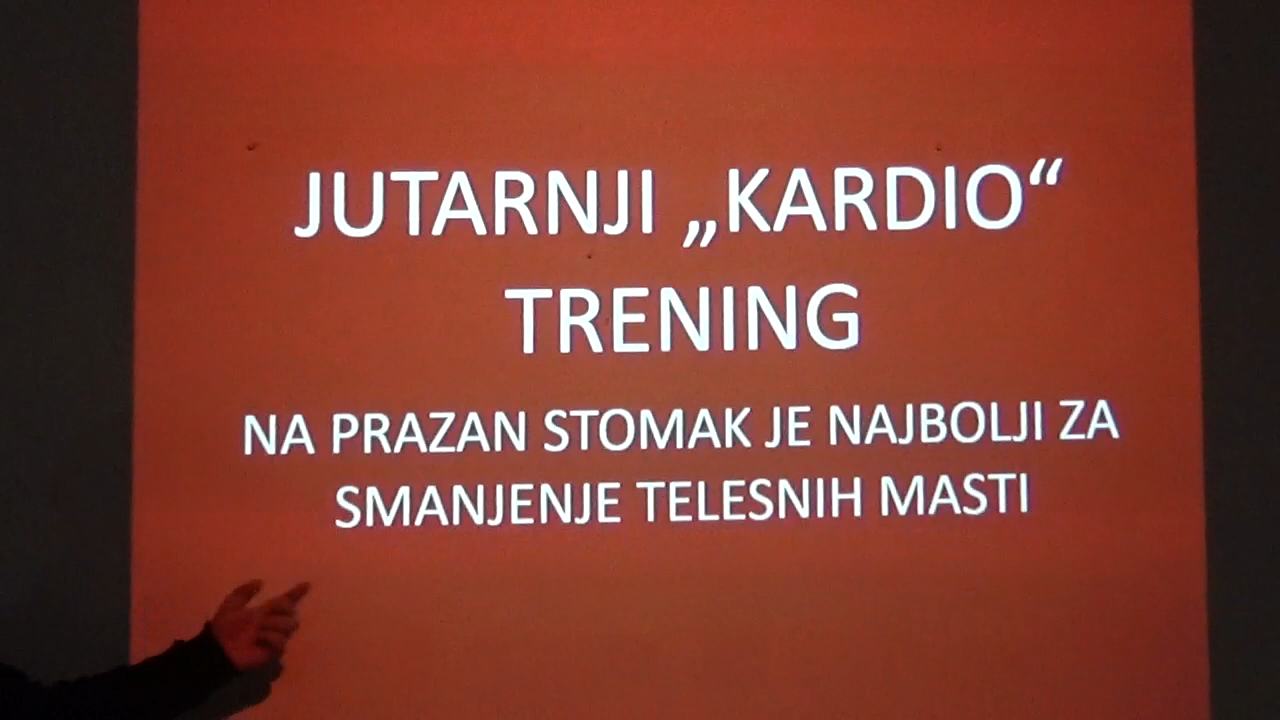 JUTARNJI „KARDIO“
TRENING
NA PRAZAN STOMAK JE NAJBOLJI ZA
SMANJENJE TELESNIH MASTI